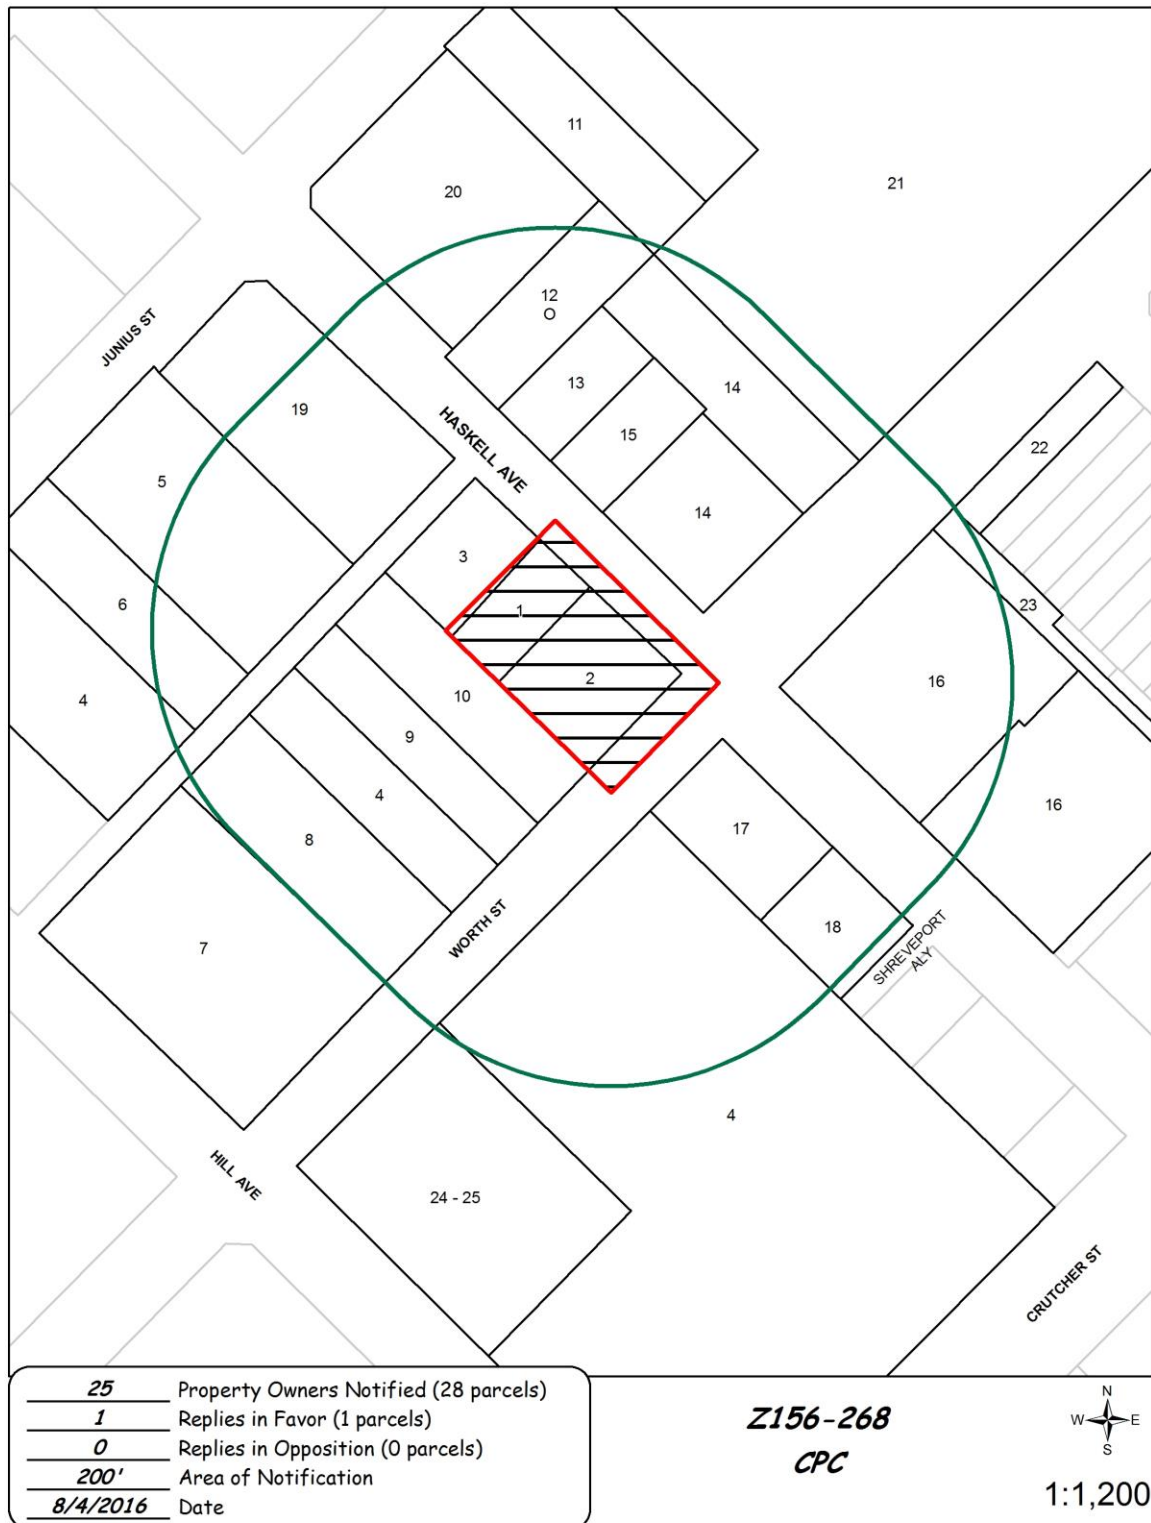 11
20
21
12
O
JUNIUS ST
13
14
19
HASKELL AVE
15
22
5
14
3
6
1
23
2
16
4
10
9
4
16
17
8
18
WORTH ST
7
SHREVEPORT
ALY
4
HILL AVE
24 - 25
CRUTCHER ST
25 Property Owners Notified (28 parcels)
1 Replies in Favor (1 parcels)
0 Replies in Opposition (0 parcels)
200' Area of Notification
8/4/2016 Date
Z156-268
CPC
N
W E
S
1:1,200